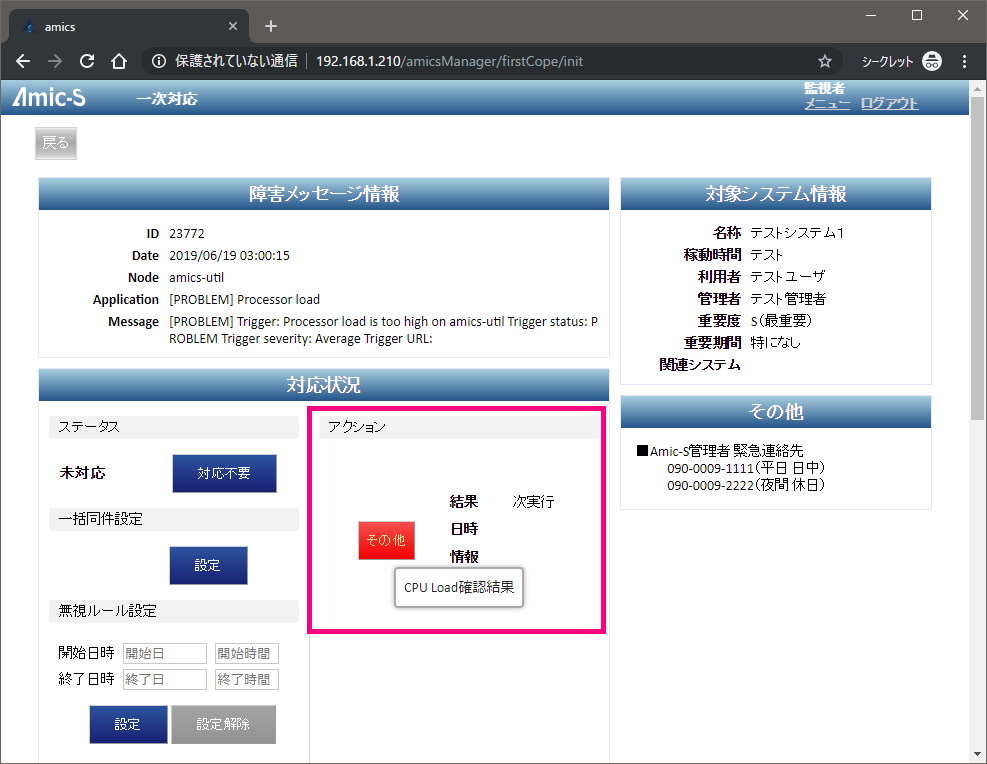 amics
保護されていない通信 192.168.1.210/amicsManager/firstCope/init シークレット
Amic-S 一次対応 監視者
メニュー ログアウト
戻る
障害メッセージ情報
ID 23772
Date 2019/06/19 03:00:15
Node amics-util
Application [PROBLEM] Processor load
Message [PROBLEM] Trigger: Processor load is too high on amics-util Trigger status: P
ROBLEM Trigger severity: Average Trigger URL:
対象システム情報
名称 テストシステム1
稼動時間 テスト
利用者 テストユーザ
管理者 テスト管理者
重要度 S(最重要)
重要期間 特になし
関連システム
対応状況
ステータス
未対応 対応不要
一括同件設定
設定
無視ルール設定
開始日時 開始日 開始時間
終了日時 終了日 終了時間
設定 設定解除
アクション
その他
結果 未実行
日時
情報
CPU Load確認結果
その他
■Amic-S管理者 緊急連絡先
090-0009-1111(平日 日中)
090-0009-2222(夜間 休日)